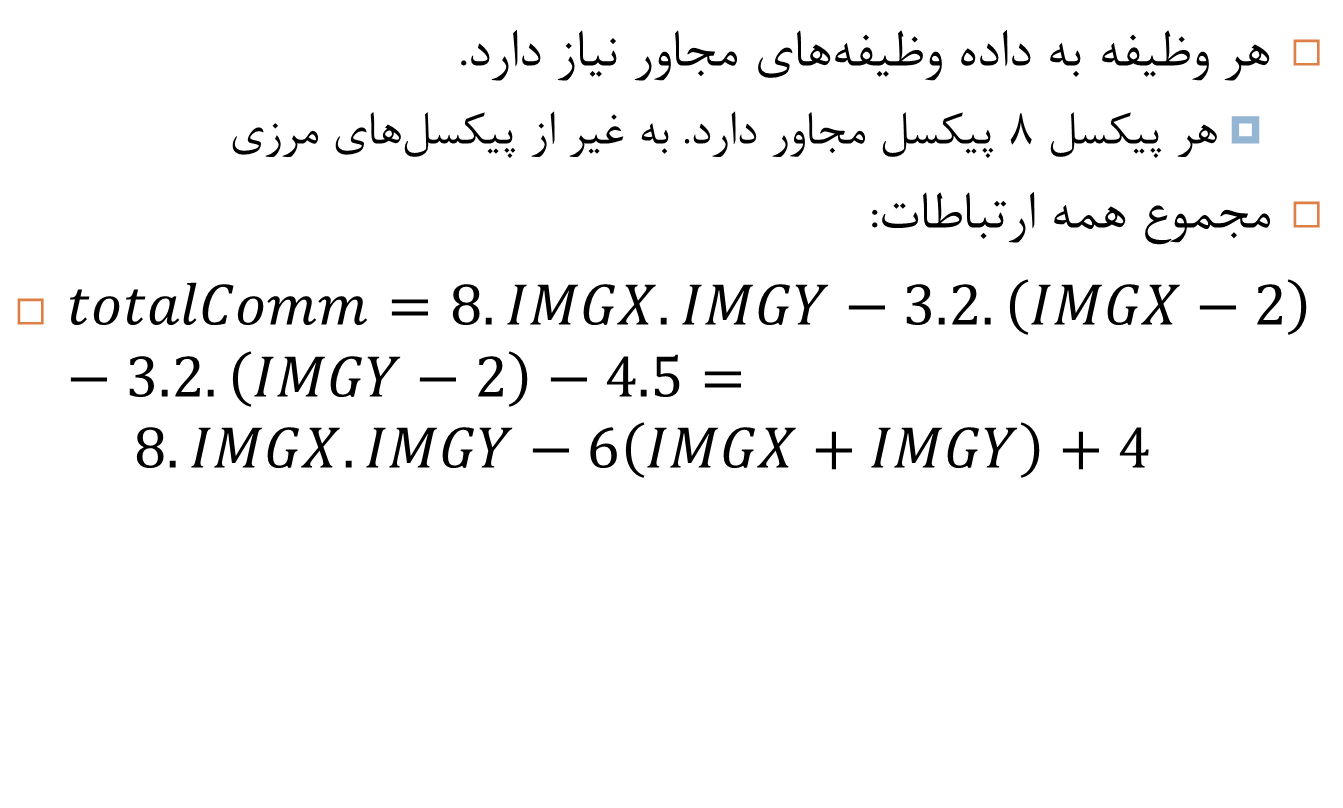 هر وظیفه به داده وظیفه‌های مجاور نیاز دارد.
هر پیکسل ۸ پیکسل مجاور دارد. به غیر از پیکسل‌های مرزی
مجموع همه ارتباطات:
totalComm = 8. IMGX. IMGY − 3.2. (IMGX − 2)
− 3.2. (IMGY − 2) − 4.5 =
8. IMGX. IMGY − 6(IMGX + IMGY) + 4